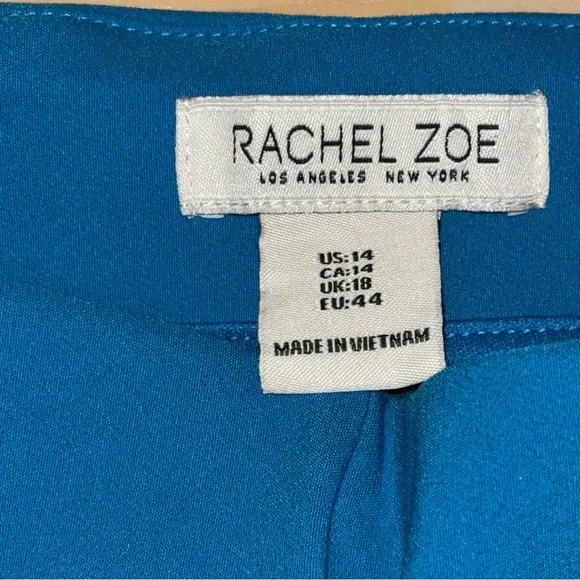 RACHEL ZOE
LOS ANGELES NEW YORK
US:14
CA:14
UK:18
EU:44
MADE IN VIETNAM